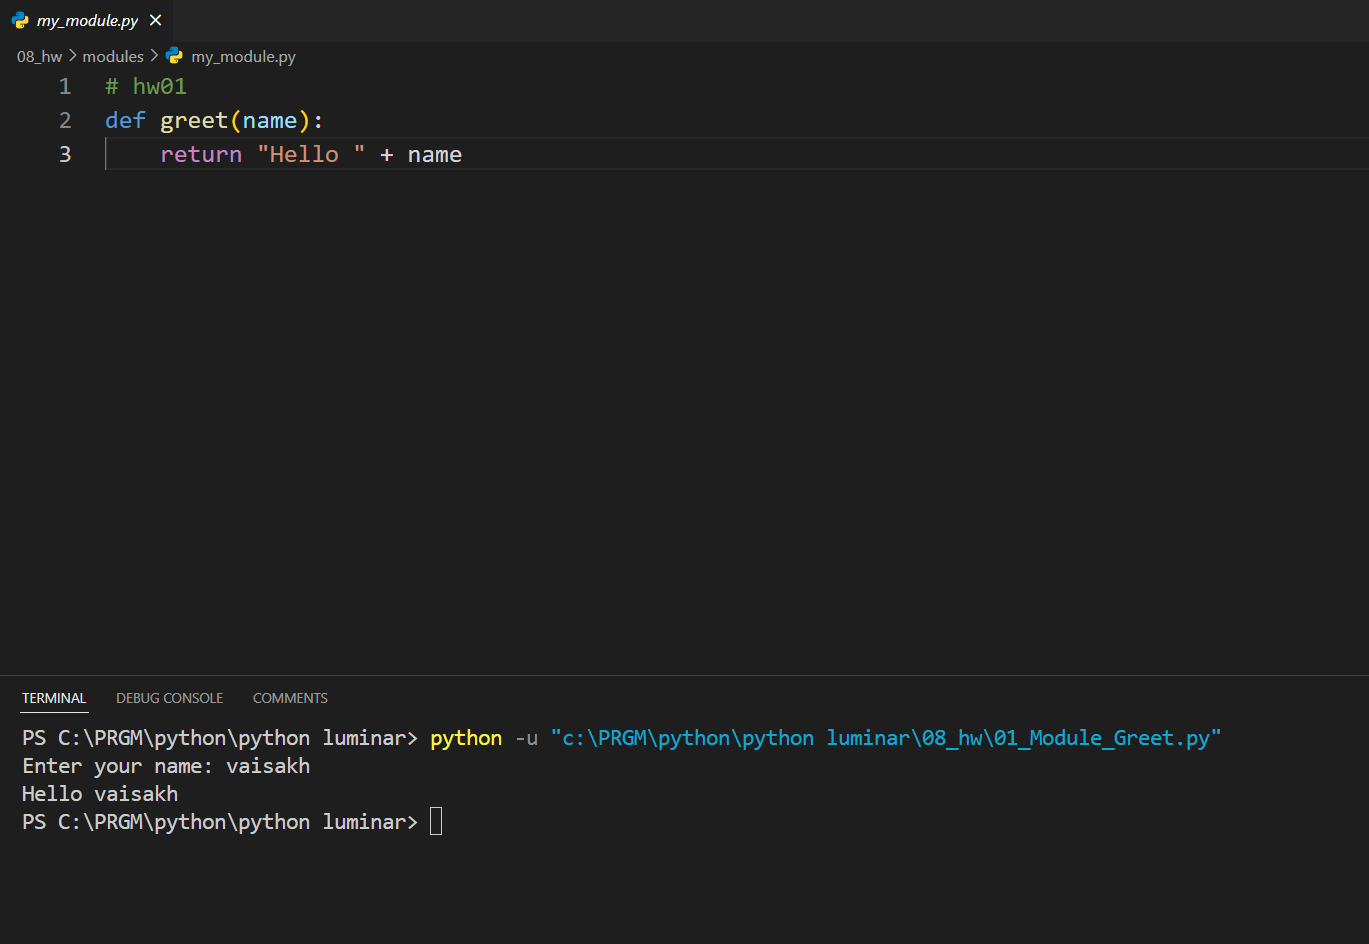 my_module.py
08_hw > modules > my_module.py
1 # hw01
2 def greet(name):
3     return "Hello " + name
TERMINAL DEBUG CONSOLE COMMENTS
PS C:\PRGM\python\python luminar> python -u "c:\PRGM\python\python luminar\08_hw\01_Module_Greet.py"
Enter your name: vaisakh
Hello vaisakh
PS C:\PRGM\python\python luminar>